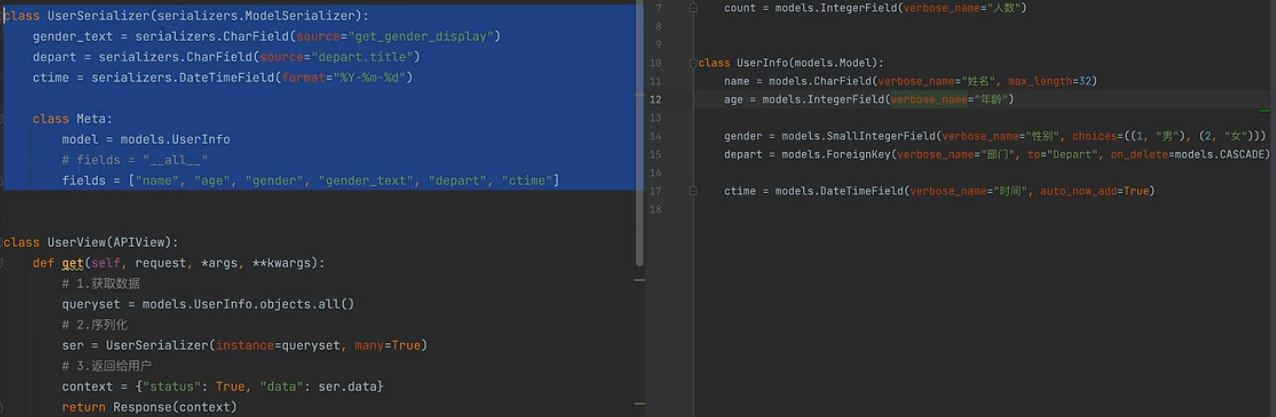 class UserSerializer(serializers.ModelSerializer):
    gender_text = serializers.CharField(source="get_gender_display")
    depart = serializers.CharField(source="depart.title")
    ctime = serializers.DateTimeField(format="%Y-%m-%d")
    class Meta:
        model = models.UserInfo
        # fields = "__all__"
        fields = ["name", "age", "gender", "gender_text", "depart", "ctime"]
class UserView(APIView):
    def get(self, request, *args, **kwargs):
        # 1.获取数据
        queryset = models.UserInfo.objects.all()
        # 2.序列化
        ser = UserSerializer(instance=queryset, many=True)
        # 3.返回给用户
        context = {"status": True, "data": ser.data}
        return Response(context)
7    count = models.IntegerField(verbose_name="人数")
8
9
10 class UserInfo(models.Model):
11    name = models.CharField(verbose_name="姓名", max_length=32)
12    age = models.IntegerField(verbose_name="年龄")
13
14    gender = models.SmallIntegerField(verbose_name="性别", choices=((1, "男"), (2, "女")))
15    depart = models.ForeignKey(verbose_name="部门", to="Depart", on_delete=models.CASCADE)
16
17    ctime = models.DateTimeField(verbose_name="时间", auto_now_add=True)
18